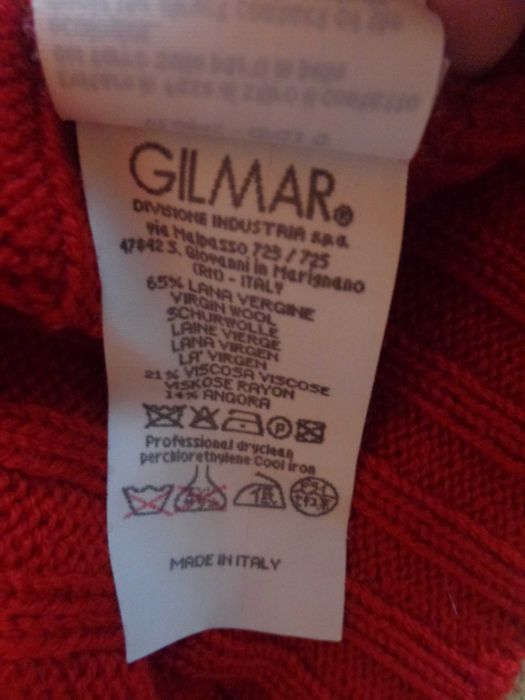 GILMAR®
DIVISIONE INDUSTRIA s.p.a.
via Malpasso 723 / 725
47842 S. Giovanni in Marignano
(RN) - ITALY
65% LANA VERGINE
VIRGIN WOOL
SCHURWOLLE
LAINE VIERGE
LANA VIRGEN
LA' VIRGEN
21% VISCOSA VISCOSE
VISKOSE RAYON
14% ANGORA
P
Professional dryclean
perchlorethylene Cool iron
MADE IN ITALY